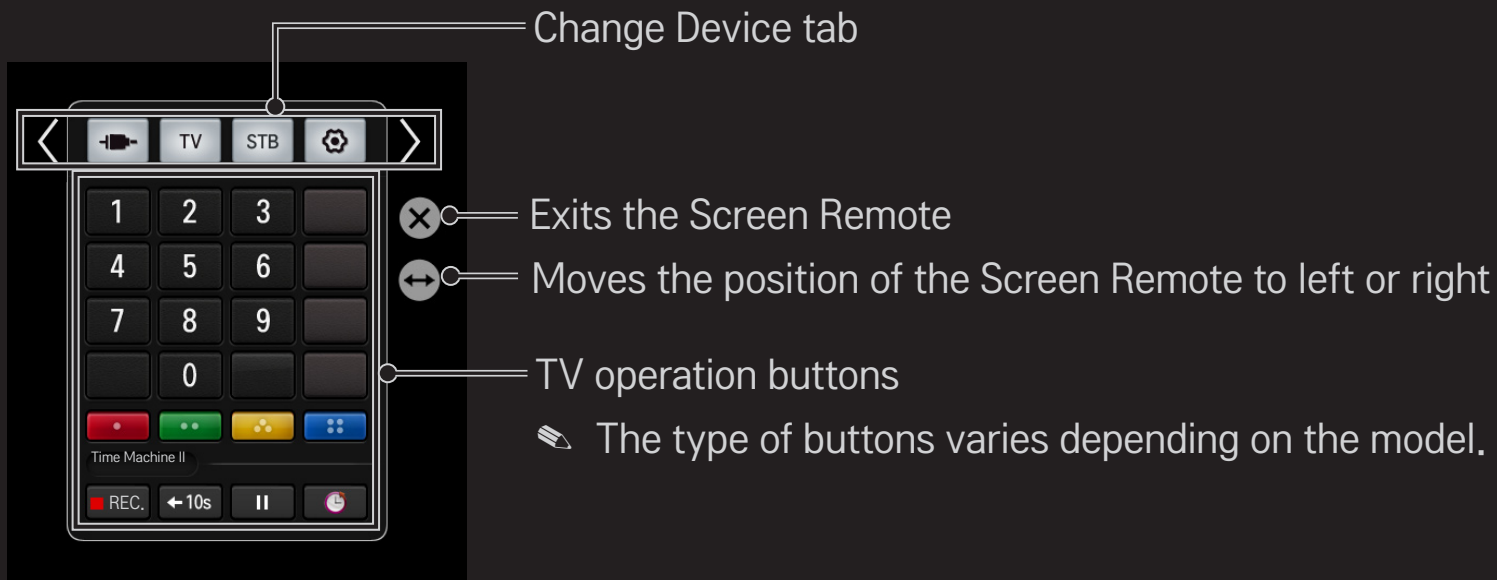 Change Device tab
TV STB
1 2 3
Exits the Screen Remote
4 5 6
Moves the position of the Screen Remote to left or right
7 8 9
0
TV operation buttons
The type of buttons varies depending on the model.
Time Machine II
REC. 10s